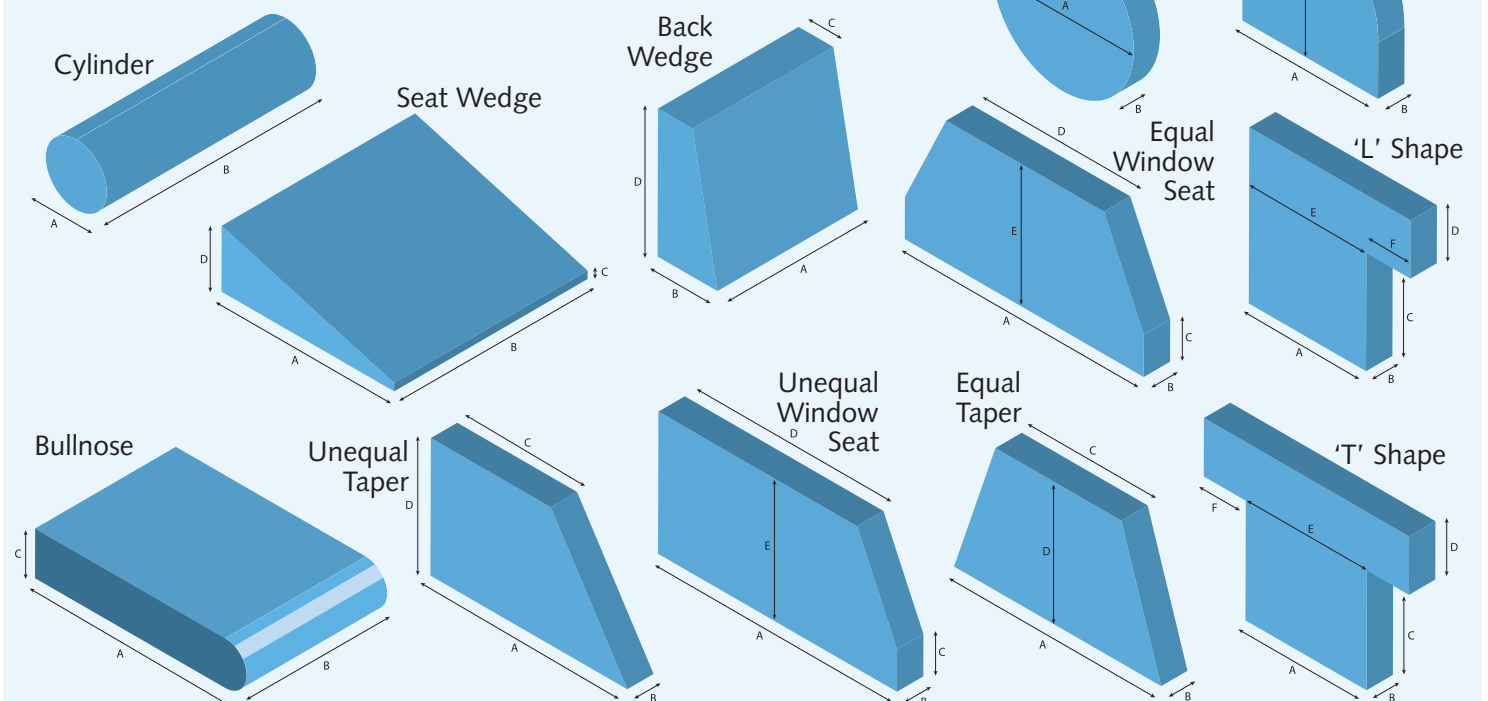 Cylinder
A
B
Seat Wedge
A
B
C
D
Back
Wedge
A
B
C
D
A
B
A
B
Equal
Window
Seat
A
B
C
D
E
'L' Shape
A
B
C
D
E
F
Bullnose
A
B
C
Unequal
Taper
A
B
C
D
Unequal
Window
Seat
A
B
C
D
E
Equal
Taper
A
B
C
D
'T' Shape
A
B
C
D
E
F